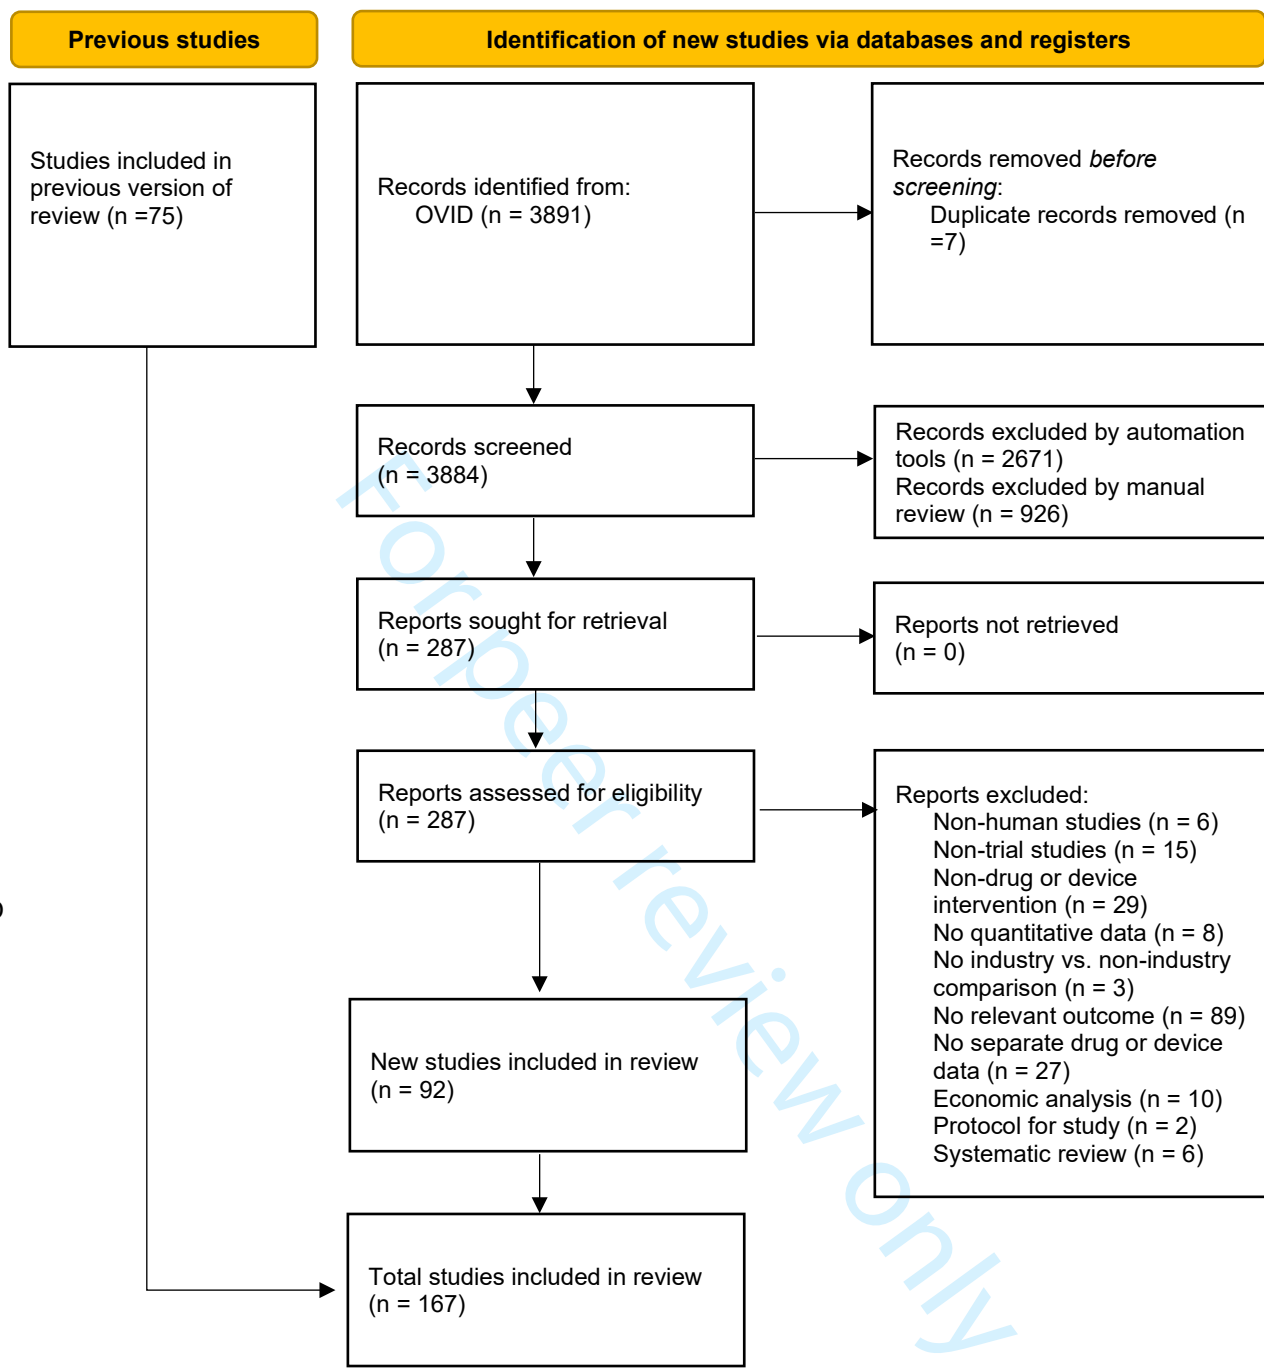 Previous studies
Identification of new studies via databases and registers
Studies included in
previous version of
review (n =75)
Records identified from:
OVID (n = 3891)
Records removed before
screening:
Duplicate records removed (n
=7)
Records screened
(n = 3884)
Records excluded by automation
tools (n = 2671)
Records excluded by manual
review (n = 926)
Reports sought for retrieval
(n = 287)
Reports not retrieved
(n = 0)
Reports assessed for eligibility
(n = 287)
Reports excluded:
Non-human studies (n = 6)
Non-trial studies (n = 15)
Non-drug or device
intervention (n = 29)
No quantitative data (n = 8)
No industry vs. non-industry
comparison (n = 3)
No relevant outcome (n = 89)
No separate drug or device
data (n = 27)
Economic analysis (n = 10)
Protocol for study (n = 2)
Systematic review (n = 6)
New studies included in review
(n = 92)
Total studies included in review
(n = 167)
For peer review only